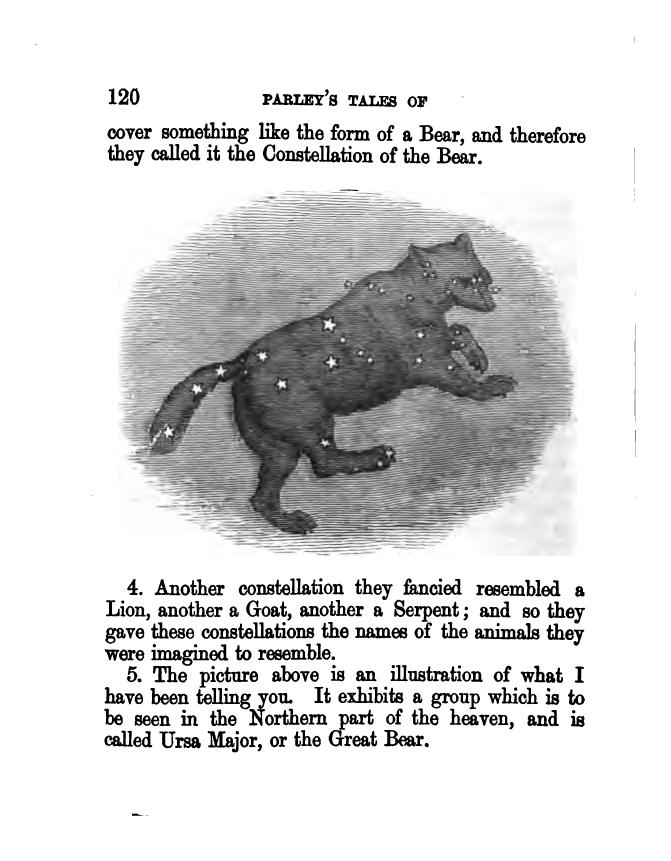 120
PARLEY'S TALES OF
cover something like the form of a Bear, and therefore
they called it the Constellation of the Bear.
4. Another constellation they fancied resembled a
Lion, another a Goat, another a Serpent; and so they
gave these constellations the names of the animals they
were imagined to resemble.
5. The picture above is an illustration of what I
have been telling you. It exhibits a group which is to
be seen in the Northern part of the heaven, and is
called Ursa Major, or the Great Bear.